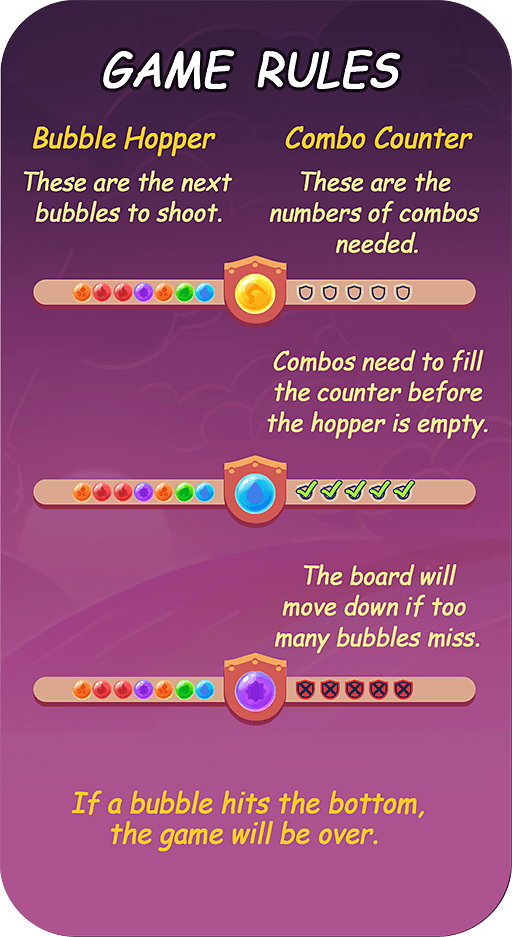 GAME RULES
Bubble Hopper
These are the next
bubbles to shoot.
Combo Counter
These are the
numbers of combos
needed.
Combos need to fill
the counter before
the hopper is empty.
The board will
move down if too
many bubbles miss.
If a bubble hits the bottom,
the game will be over.